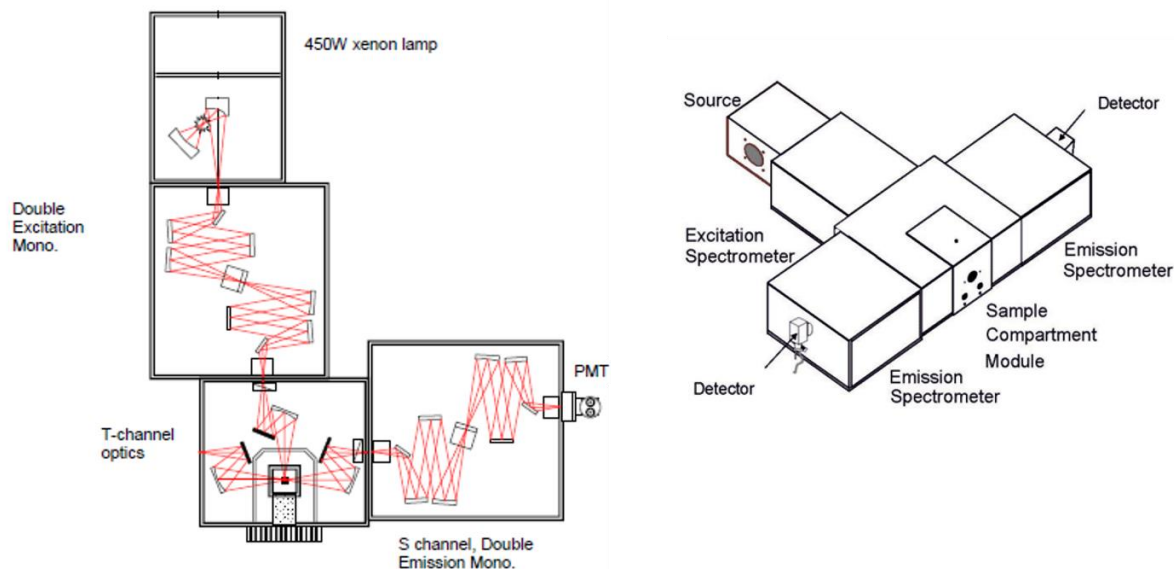 450W xenon lamp
Double
Excitation
Mono.
T-channel
optics
PMT
S channel, Double
Emission Mono.
Source
Detector
Excitation
Spectrometer
Emission
Spectrometer
Sample
Compartment
Module
Detector
Emission
Spectrometer